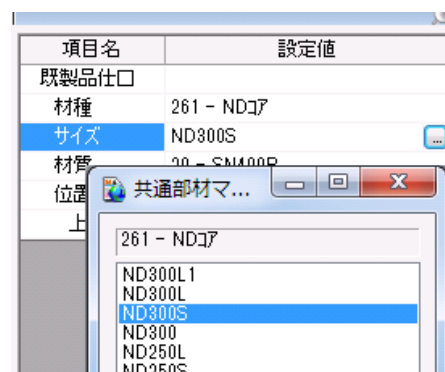 項目名 設定値
既製品仕口
材種 261 - NDｺｱ
サイズ ND300S ...
材質
位置
上
共通部材マ...
261 - NDｺｱ
ND300L1
ND300L
ND300S
ND300
ND250L
ND250S